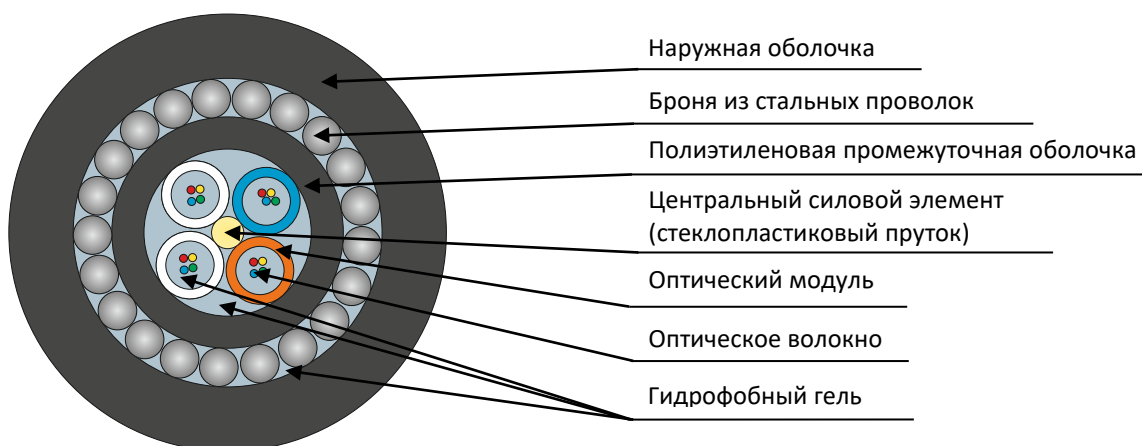 Наружная оболочка
Броня из стальных проволок
Полиэтиленовая промежуточная оболочка
Центральный силовой элемент
(стеклопластиковый пруток)
Оптический модуль
Оптическое волокно
Гидрофобный гель